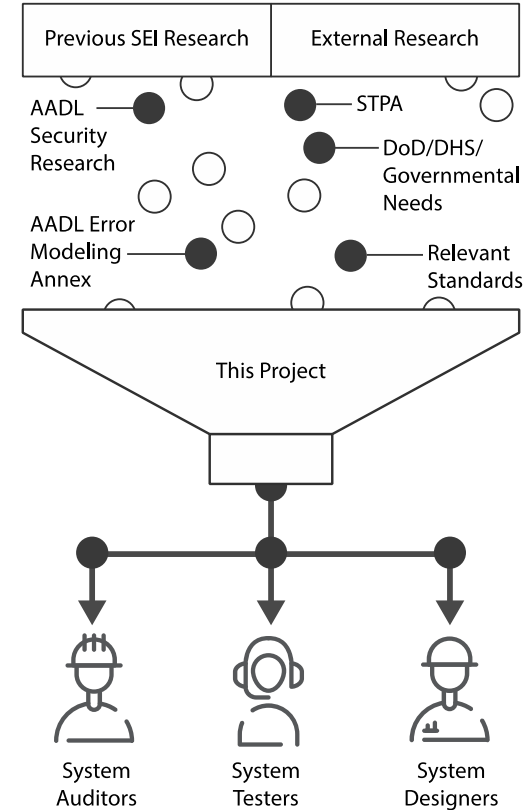 Previous SEI Research
External Research
AADL
Security
Research
STPA
DoD/DHS/
Governmental
Needs
AADL Error
Modeling
Annex
Relevant
Standards
This Project
System
Auditors
System
Testers
System
Designers